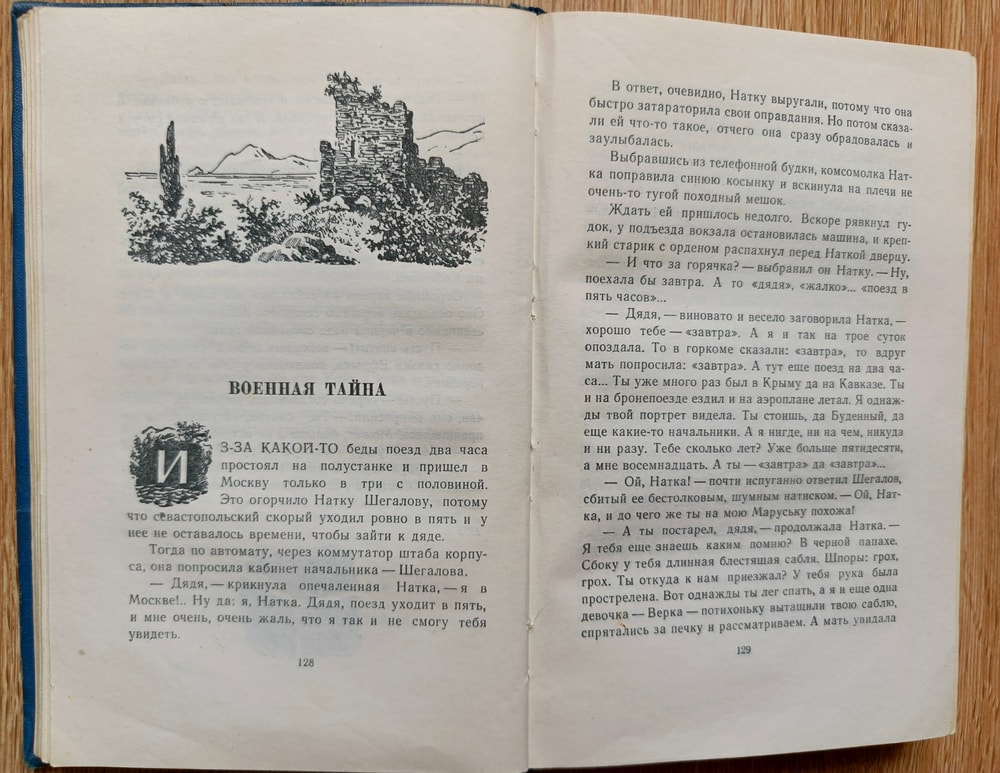 ВОЕННАЯ ТАЙНА
ИЗ-ЗА КАКОЙ-ТО беды поезд два часа
простоял на полустанке и пришел в
Москву только в три с половиной.
Это огорчило Натку Шегалову, потому
что севастопольский скорый уходил ровно в пять и у
нее не оставалось времени, чтобы зайти к дяде.
Тогда по автомату, через коммутатор штаба корпу-
са, она попросила кабинет начальника — Шегалова.
— Дядя, — крикнула опечаленная Натка, — я в
Москве!.. Ну да: я, Натка. Дядя, поезд уходит в пять,
и мне очень, очень жаль, что я так и не смогу тебя
увидеть.
128
В ответ, очевидно, Натку выругали, потому что она
быстро затараторила свои оправдания. Но потом сказа-
ли ей что-то такое, отчего она сразу обрадовалась и
заулыбалась.
Выбравшись из телефонной будки, комсомолка Нат-
ка поправила синюю косынку и вскинула на плечи не
очень-то тугой походный мешок.
Ждать ей пришлось недолго. Вскоре рявкнул гу-
док, у подъезда вокзала остановилась машина, и креп-
кий старик с орденом распахнул перед Наткой дверцу.
— И что за горячка? — выбранил он Натку. — Ну,
поехала бы завтра. А то «дядя», «жалко»... «поезд в
пять часов»...
— Дядя, — виновато и весело заговорила Натка, —
хорошо тебе — «завтра». А я и так на трое суток
опоздала. То в горкоме сказали: «завтра», то вдруг
мать попросила: «завтра». А тут еще поезд на два ча-
са... Ты уже много раз был в Крыму да на Кавказе. Ты
и на бронепоезде ездил и на аэроплане летал. Я однаж-
ды твой портрет видела. Ты стоишь, да Буденный, да
еще какие-то начальники. А я нигде, ни на чем, никуда
и ни разу. Тебе сколько лет? Уже больше пятидесяти,
а мне восемнадцать. А ты — «завтра» да «завтра»...
— Ой, Натка! — почти испуганно ответил Шегалов,
сбитый ее бестолковым, шумным натиском. — Ой, Нат-
ка, и до чего же ты на мою Маруську похожа!
— А ты постарел, дядя, — продолжала Натка. —
Я тебя еще знаешь каким помню? В черной папахе.
Сбоку у тебя длинная блестящая сабля. Шпоры: грох,
грох. Ты откуда к нам приезжал? У тебя рука была
прострелена. Вот однажды ты лег спать, а я и еще одна
девочка — Верка — потихоньку вытащили твою саблю,
спрятались за печку и рассматриваем. А мать увидала
129